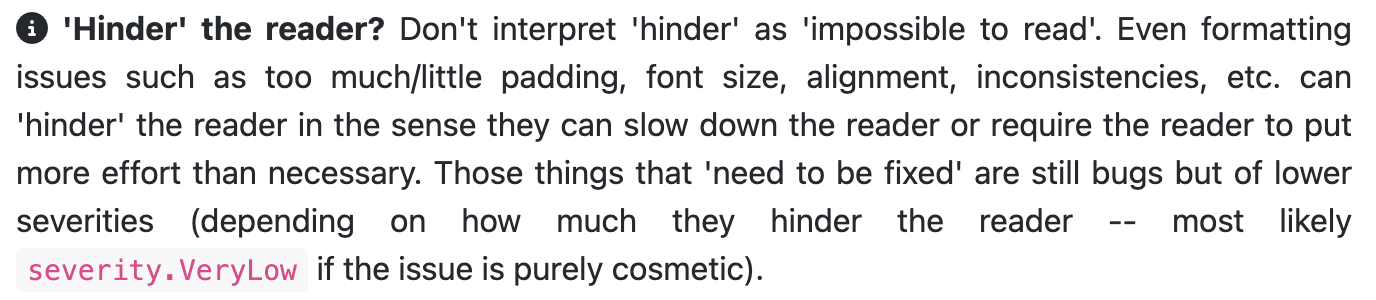 'Hinder' the reader? Don't interpret 'hinder' as 'impossible to read'. Even formatting
issues such as too much/little padding, font size, alignment, inconsistencies, etc. can
'hinder' the reader in the sense they can slow down the reader or require the reader to put
more effort than necessary. Those things that 'need to be fixed' are still bugs but of lower
severities (depending on how much they hinder the reader -- most likely
severity.VeryLow if the issue is purely cosmetic).